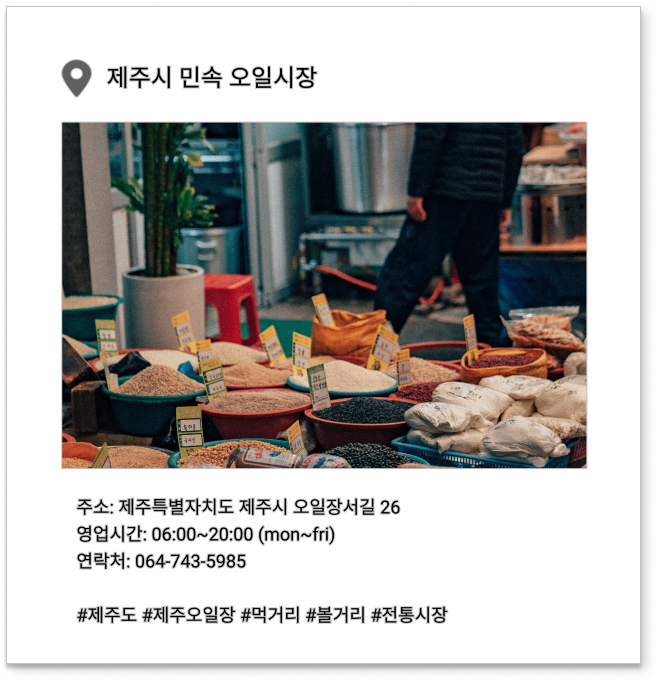 제주시 민속 오일시장
주소: 제주특별자치도 제주시 오일장서길 26
영업시간: 06:00~20:00 (mon~fri)
연락처: 064-743-5985
#제주도 #제주오일장 #먹거리 #볼거리 #전통시장